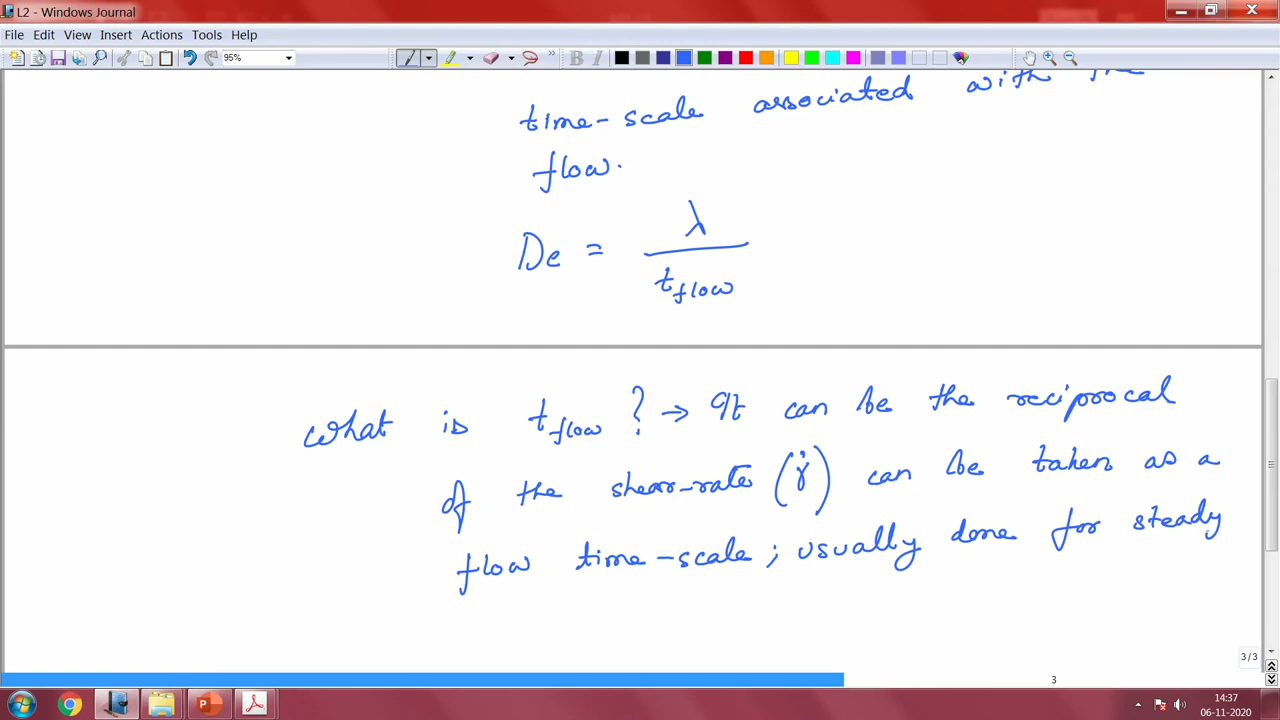 L2 - Windows Journal
File Edit View Insert Actions Tools Help
95%
B I
time-scale associated with the
flow.
De = λ / t_flow
What is t_flow ? → It can be the reciprocal
of the shear-rate (γ̇) can be taken as a
flow time-scale ; usually done for steady
3/3
3
14:37
06-11-2020